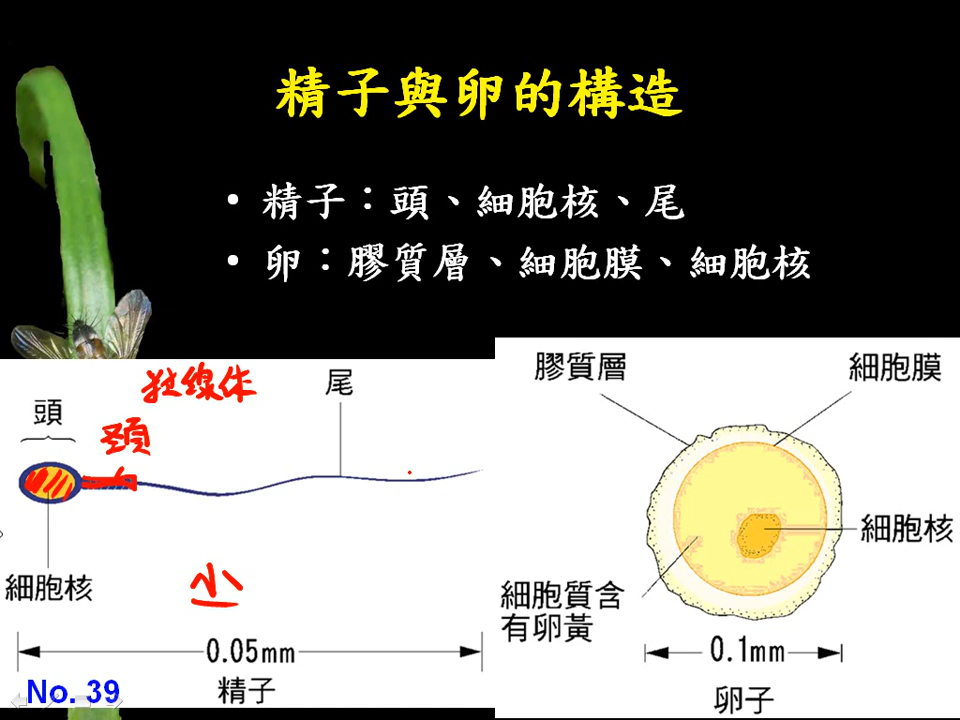 精子與卵的構造
• 精子：頭、細胞核、尾
• 卵：膠質層、細胞膜、細胞核
粒線体
尾
頭
頸
細胞核
小
0.05mm
精子
No. 39
膠質層
細胞膜
細胞核
細胞質含
有卵黃
0.1mm
卵子